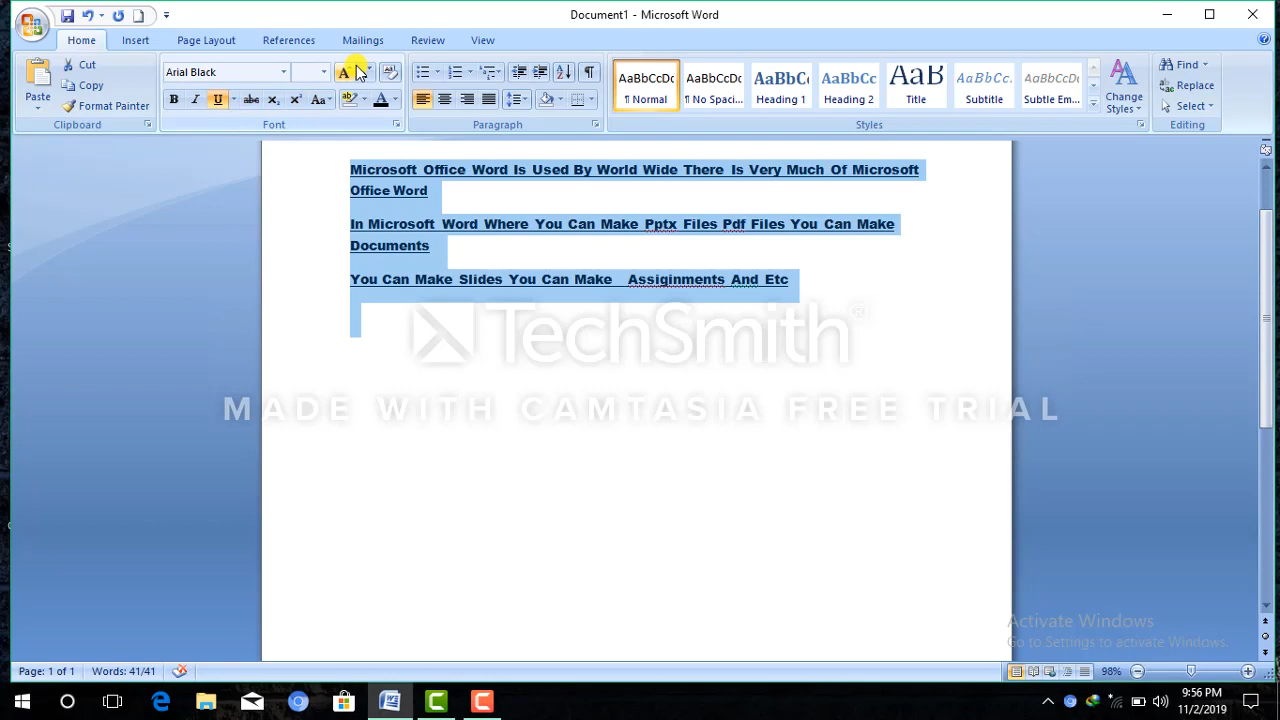 Document1 - Microsoft Word
Home Insert Page Layout References Mailings Review View
Paste
Cut
Copy
Format Painter
Clipboard
Arial Black
Font
Paragraph
AaBbCcDc AaBbCcDc AaBbCc AaBbCc AaB AaBbCc. AaBbCcDc
¶ Normal ¶ No Spaci... Heading 1 Heading 2 Title Subtitle Subtle Em...
Change
Styles
Styles
Find
Replace
Select
Editing
Microsoft Office Word Is Used By World Wide There Is Very Much Of Microsoft
Office Word
In Microsoft Word Where You Can Make Pptx Files Pdf Files You Can Make
Documents
You Can Make Slides You Can Make Assiginments And Etc
TechSmith®
MADE WITH CAMTASIA FREE TRIAL
Activate Windows
Go to Settings to activate Windows.
Page: 1 of 1 Words: 41/41 98%
9:56 PM
11/2/2019